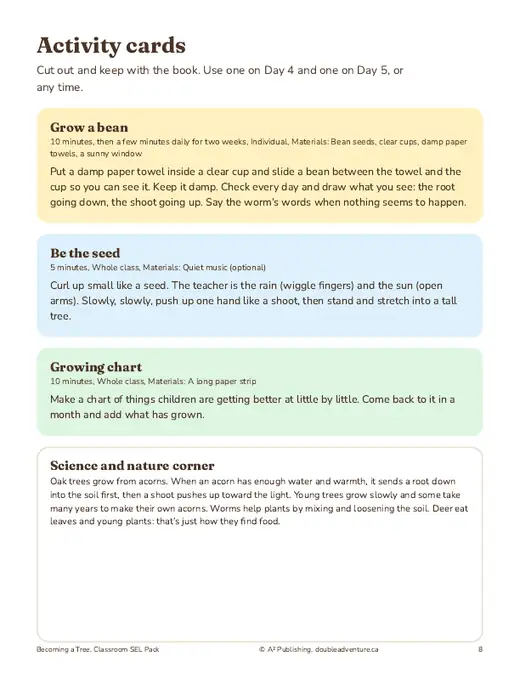 Activity cards
Cut out and keep with the book. Use one on Day 4 and one on Day 5, or
any time.
Grow a bean
10 minutes, then a few minutes daily for two weeks, Individual, Materials: Bean seeds, clear cups, damp paper
towels, a sunny window
Put a damp paper towel inside a clear cup and slide a bean between the towel and the
cup so you can see it. Keep it damp. Check every day and draw what you see: the root
going down, the shoot going up. Say the worm's words when nothing seems to happen.
Be the seed
5 minutes, Whole class, Materials: Quiet music (optional)
Curl up small like a seed. The teacher is the rain (wiggle fingers) and the sun (open
arms). Slowly, slowly, push up one hand like a shoot, then stand and stretch into a tall
tree.
Growing chart
10 minutes, Whole class, Materials: A long paper strip
Make a chart of things children are getting better at little by little. Come back to it in a
month and add what has grown.
Science and nature corner
Oak trees grow from acorns. When an acorn has enough water and warmth, it sends a root down
into the soil first, then a shoot pushes up toward the light. Young trees grow slowly and some take
many years to make their own acorns. Worms help plants by mixing and loosening the soil. Deer eat
leaves and young plants: that's just how they find food.
Becoming a Tree. Classroom SEL Pack © A² Publishing. doubleadventure.ca 8